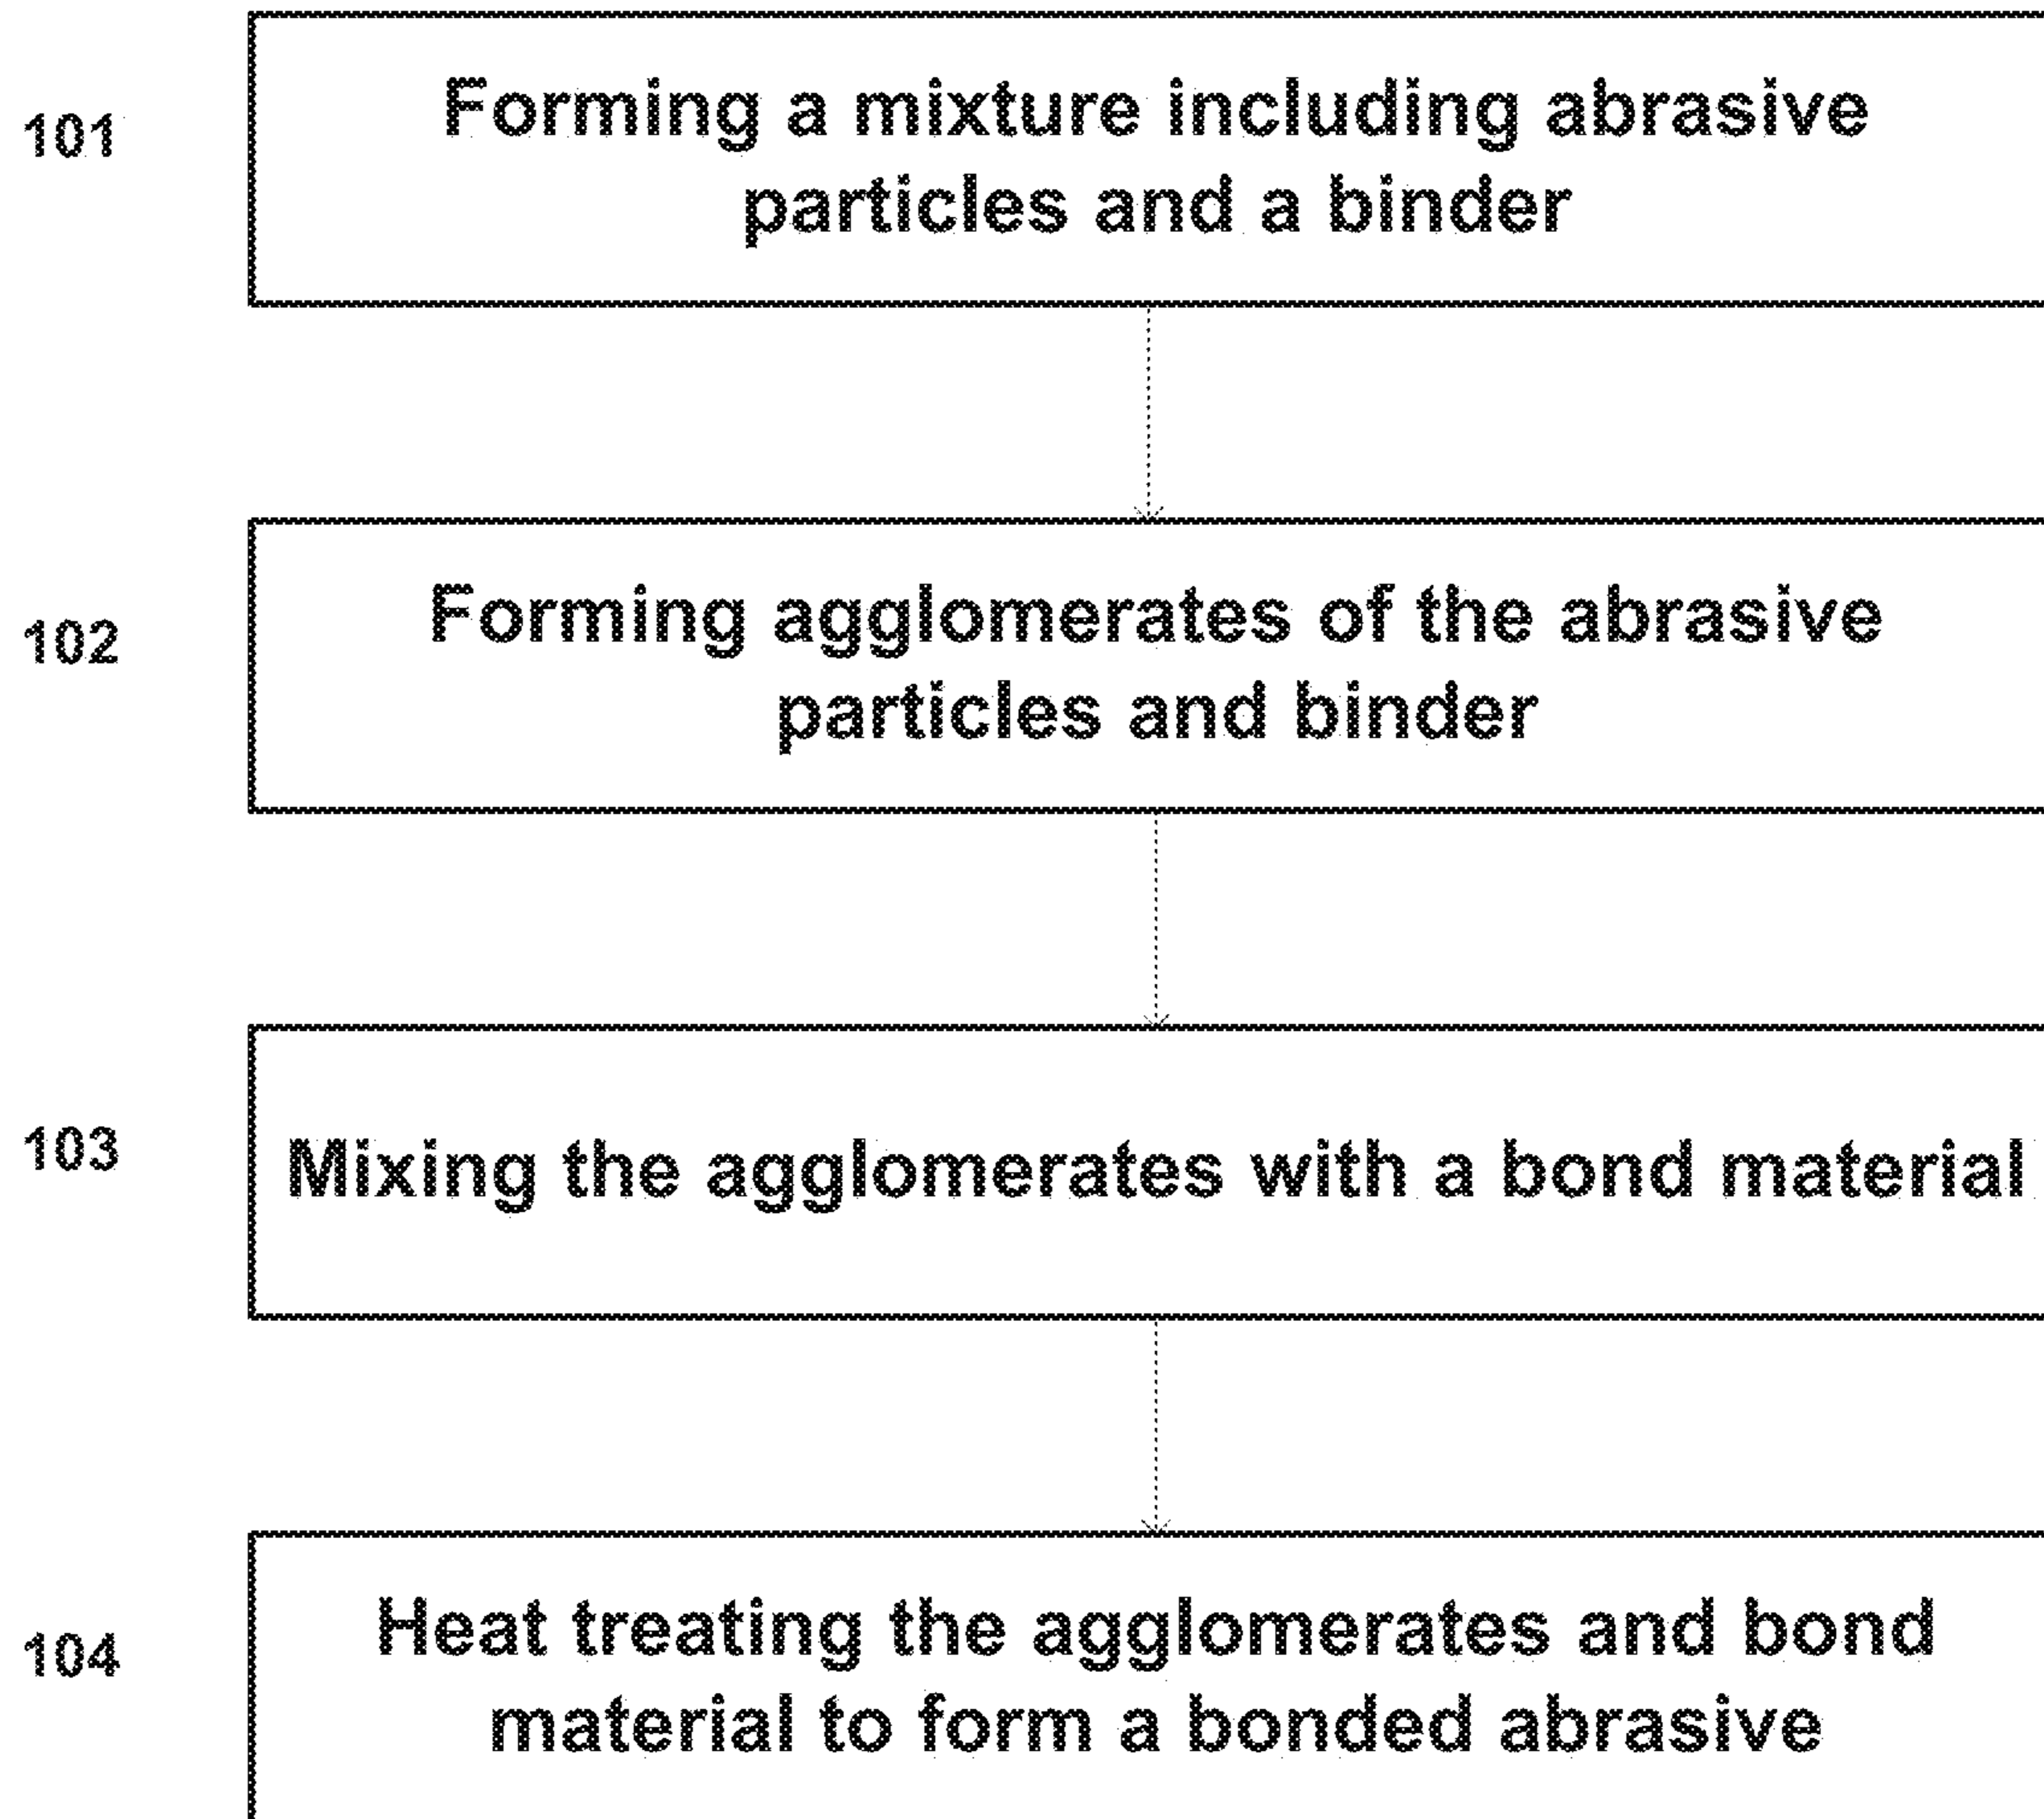 101
Forming a mixture including abrasive
particles and a binder
102
Forming agglomerates of the abrasive
particles and binder
103
Mixing the agglomerates with a bond material
104
Heat treating the agglomerates and bond
material to form a bonded abrasive